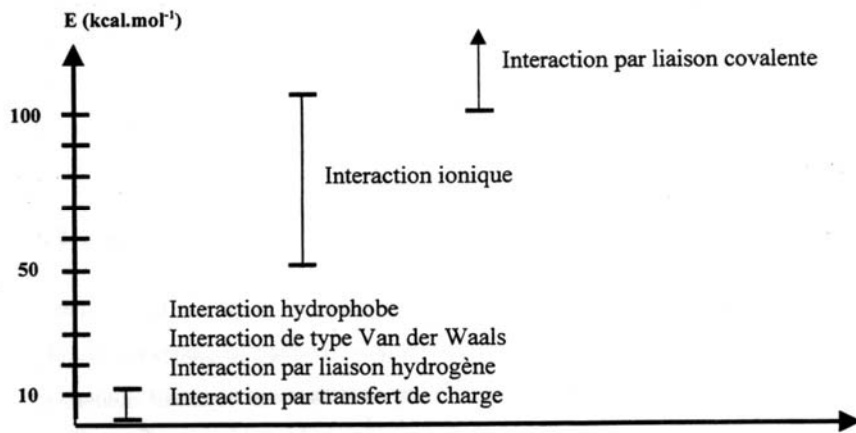 E (kcal.mol⁻¹)
Interaction par liaison covalente
100
Interaction ionique
50
Interaction hydrophobe
Interaction de type Van der Waals
Interaction par liaison hydrogène
10
Interaction par transfert de charge